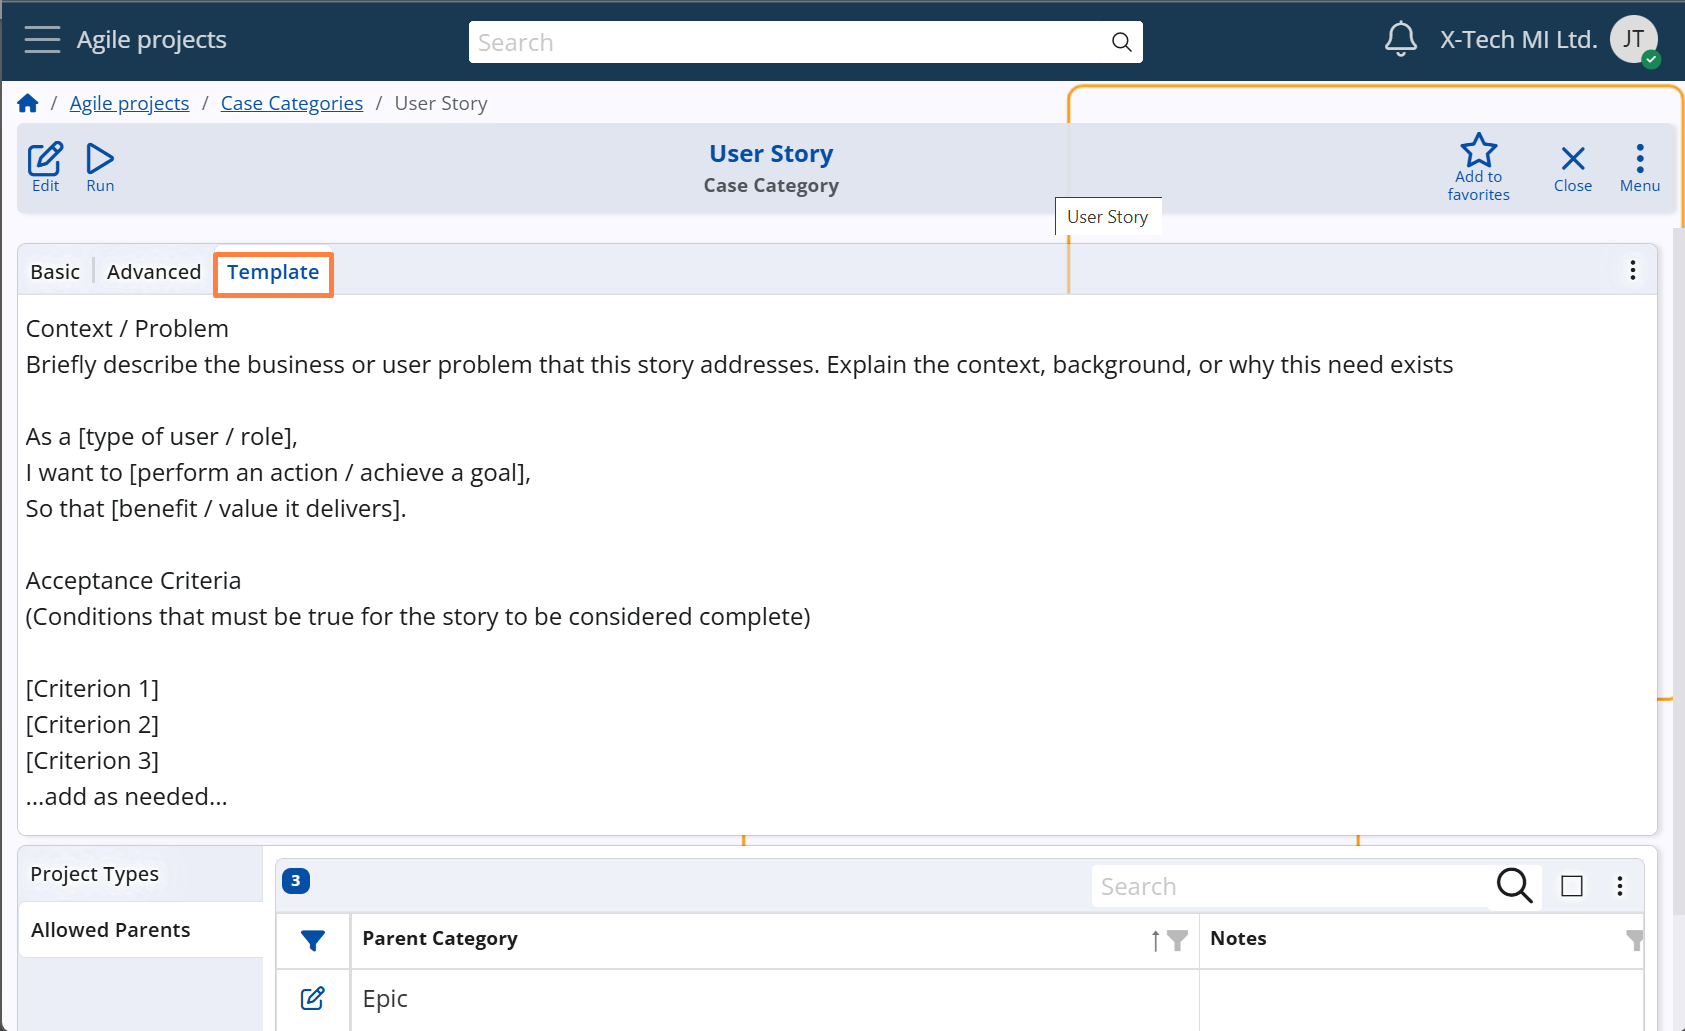 Agile projects
Search
X-Tech MI Ltd.
JT
/ Agile projects / Case Categories / User Story
Edit
Run
User Story
Case Category
Add to
favorites
Close
Menu
User Story
Basic
Advanced
Template
Context / Problem
Briefly describe the business or user problem that this story addresses. Explain the context, background, or why this need exists
As a [type of user / role],
I want to [perform an action / achieve a goal],
So that [benefit / value it delivers].
Acceptance Criteria
(Conditions that must be true for the story to be considered complete)
[Criterion 1]
[Criterion 2]
[Criterion 3]
...add as needed...
Project Types
Allowed Parents
3
Search
Parent Category
Notes
Epic